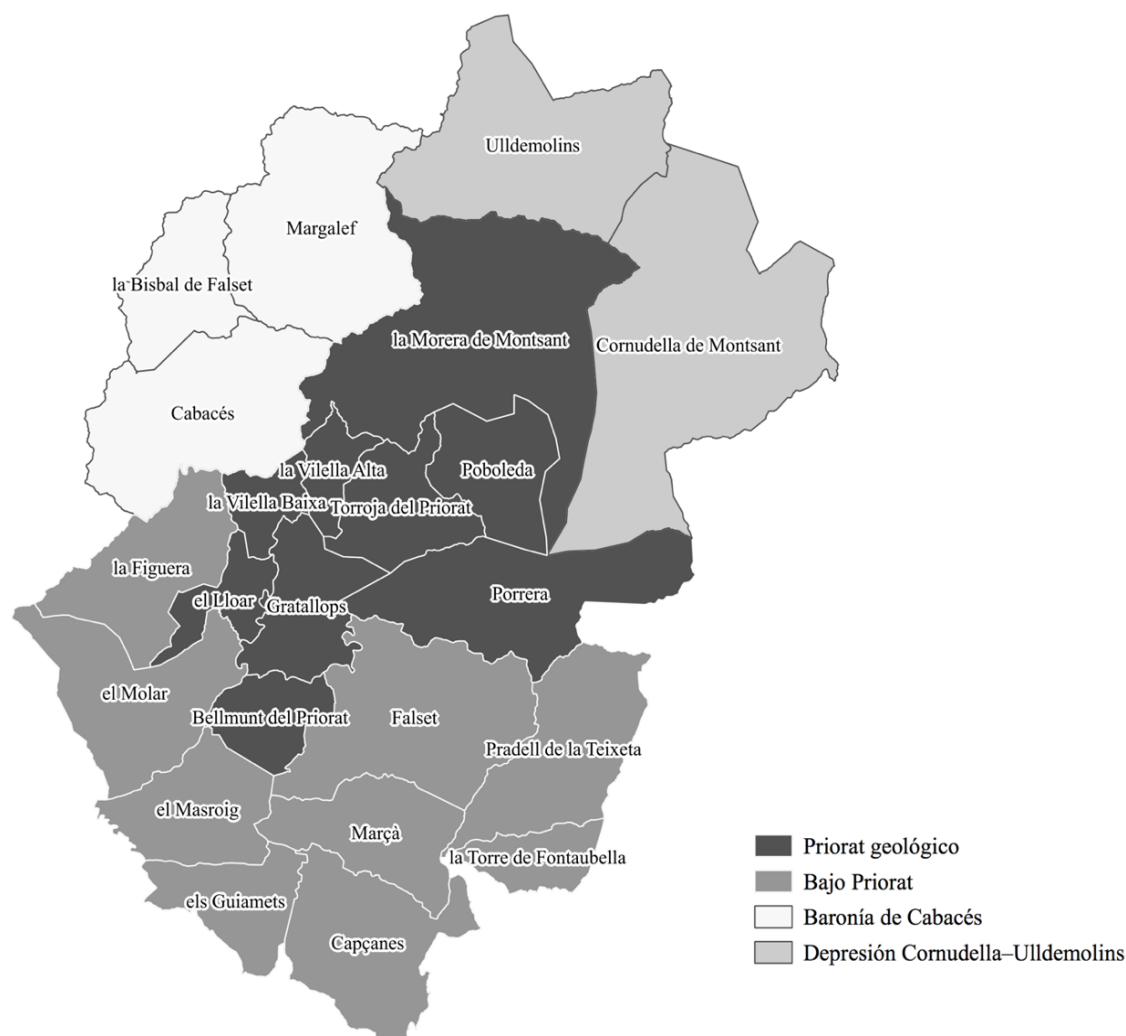 Ulldemolins
Margalef
la Bisbal de Falset
la Morera de Montsant
Cornudella de Montsant
Cabacés
la Vilella Alta
Poboleda
la Vilella Baixa
Torroja del Priorat
la Figuera
el Lloar
Gratallops
Porrera
el Molar
Bellmunt del Priorat
Falset
Pradell de la Teixeta
el Masroig
Marçà
la Torre de Fontaubella
els Guiamets
Capçanes
Priorat geológico
Bajo Priorat
Baronía de Cabacés
Depresión Cornudella–Ulldemolins